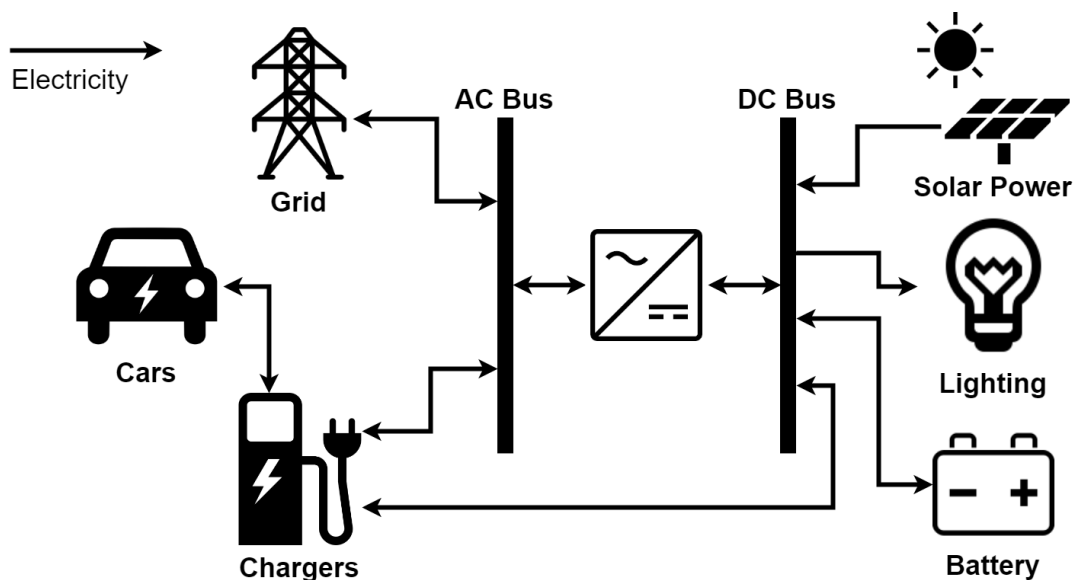 Electricity
Grid
AC Bus
DC Bus
Solar Power
Cars
Lighting
Chargers
Battery